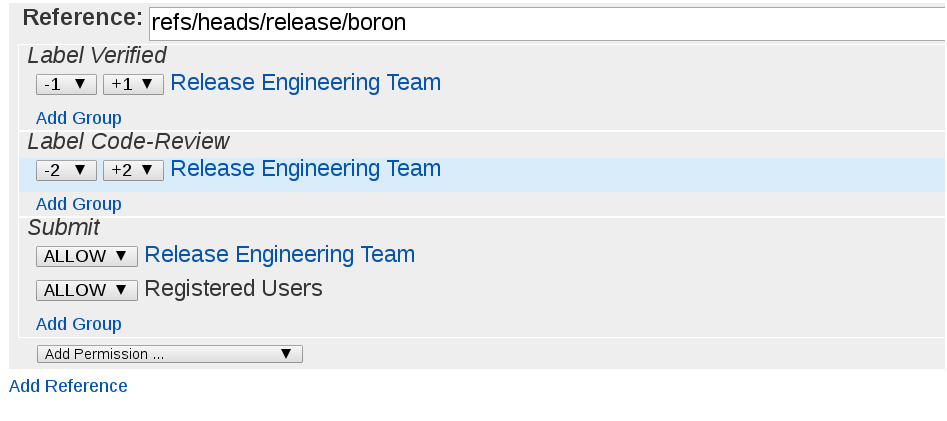 Reference: refs/heads/release/boron
Label Verified
-1 ▼ +1 ▼ Release Engineering Team
Add Group
Label Code-Review
-2 ▼ +2 ▼ Release Engineering Team
Add Group
Submit
ALLOW ▼ Release Engineering Team
ALLOW ▼ Registered Users
Add Group
Add Permission ... ▼
Add Reference